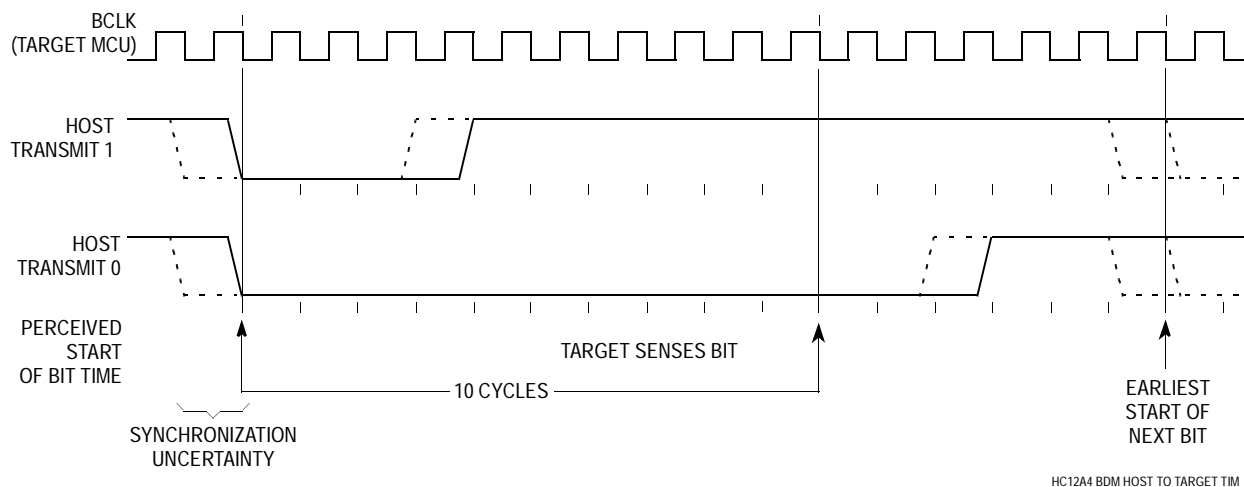 BCLK
(TARGET MCU)
HOST
TRANSMIT 1
HOST
TRANSMIT 0
PERCEIVED
START
OF BIT TIME
TARGET SENSES BIT
10 CYCLES
EARLIEST
START OF
NEXT BIT
SYNCHRONIZATION
UNCERTAINTY
HC12A4 BDM HOST TO TARGET TIM